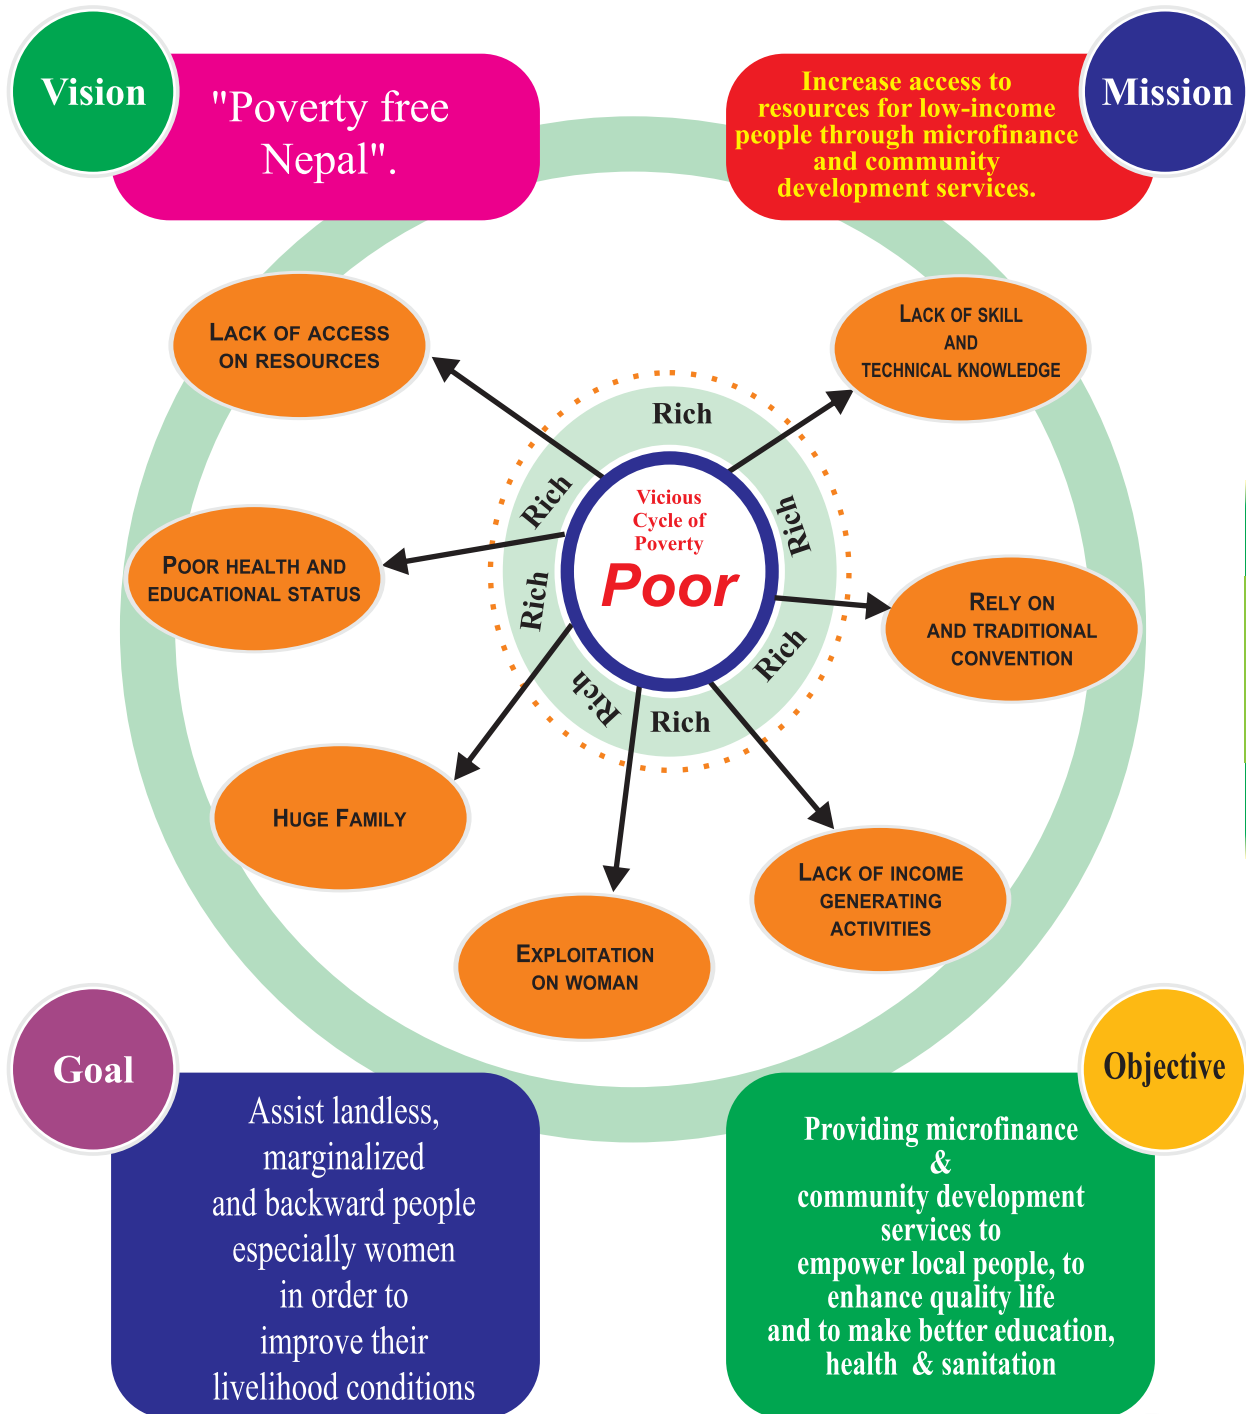 Vision
"Poverty free
Nepal".
Increase access to
resources for low-income
people through microfinance
and community
development services.
Mission
LACK OF ACCESS
ON RESOURCES
LACK OF SKILL
AND
TECHNICAL KNOWLEDGE
Rich
Rich
Rich
Vicious
Cycle of
Poverty
Poor
POOR HEALTH AND
EDUCATIONAL STATUS
Rich
RELY ON
AND TRADITIONAL
CONVENTION
Rich
Rich
Rich
HUGE FAMILY
LACK OF INCOME
GENERATING
ACTIVITIES
EXPLOITATION
ON WOMAN
Goal
Assist landless,
marginalized
and backward people
especially women
in order to
improve their
livelihood conditions
Objective
Providing microfinance
&
community development
services to
empower local people, to
enhance quality life
and to make better education,
health & sanitation